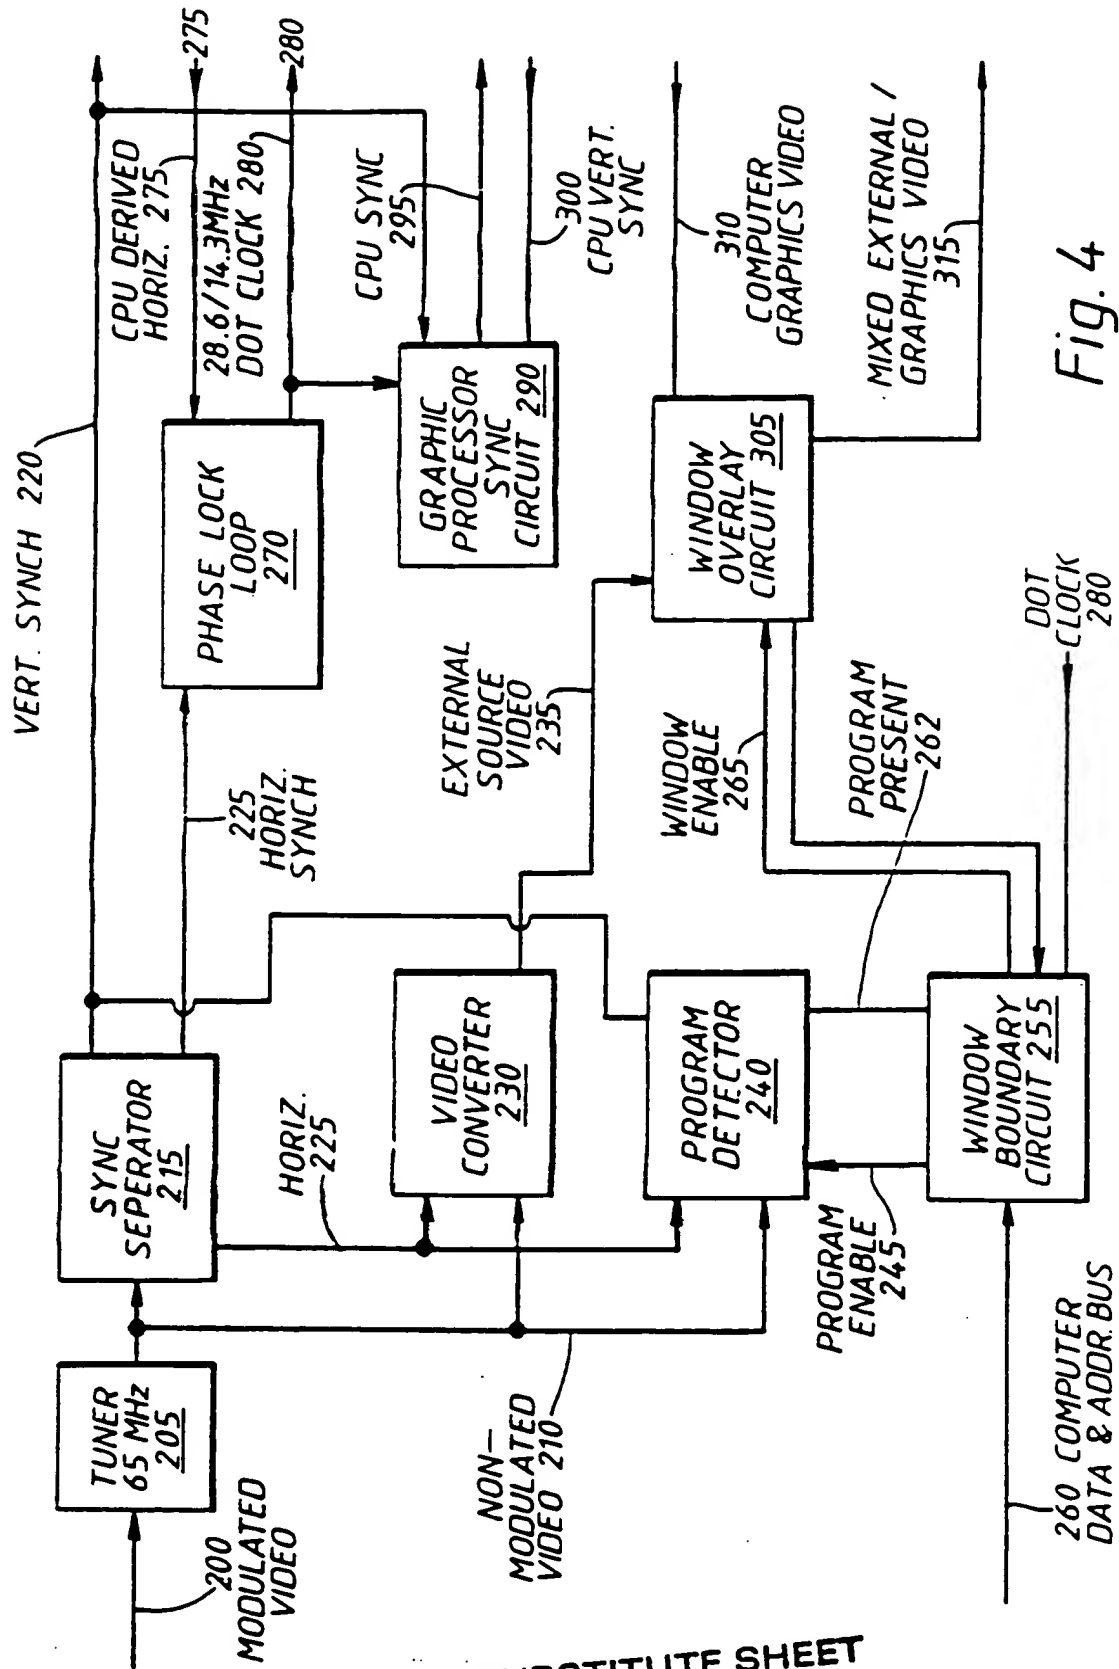 200
MODULATED
VIDEO
TUNER
65 MHz
205
NON-
MODULATED
VIDEO 210
260 COMPUTER
DATA & ADDR. BUS
SYNC
SEPERATOR
215
HORIZ.
225
VIDEO
CONVERTER
230
PROGRAM
DETECTOR
240
PROGRAM
ENABLE
245
WINDOW
BOUNDARY
CIRCUIT 255
VERT. SYNCH 220
225
HORIZ.
SYNCH
EXTERNAL
SOURCE
VIDEO
235
WINDOW
ENABLE
265
PROGRAM
PRESENT
262
DOT
CLOCK
280
PHASE LOCK
LOOP
270
GRAPHIC
PROCESSOR
SYNC
CIRCUIT 290
WINDOW
OVERLAY
CIRCUIT 305
CPU DERIVED
HORIZ. 275
28.6/14.3MHz
DOT CLOCK 280
275
280
CPU SYNC
295
300
CPU VERT.
SYNC
310
COMPUTER
GRAPHICS VIDEO
MIXED EXTERNAL /
GRAPHICS VIDEO
315
Fig. 4
SHEET